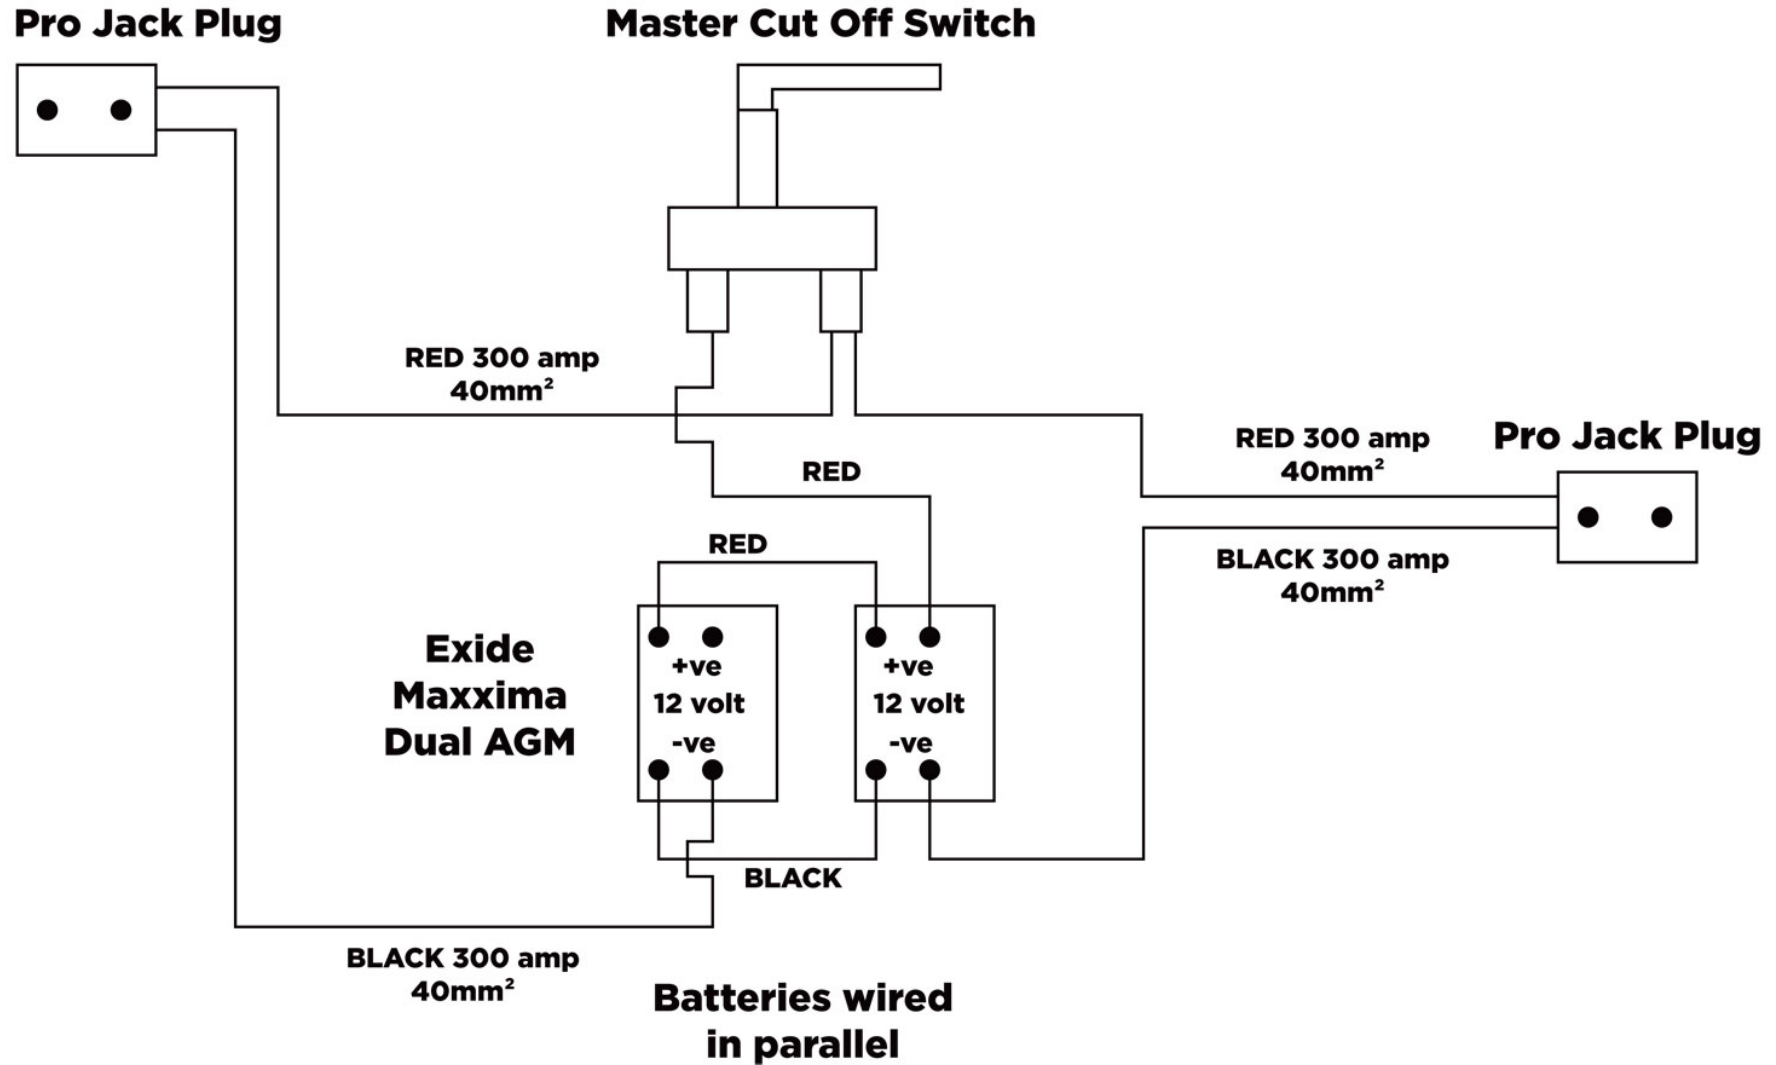 Pro Jack Plug
Master Cut Off Switch
RED 300 amp
40mm²
RED 300 amp
40mm²
Pro Jack Plug
RED
RED
BLACK 300 amp
40mm²
Exide
Maxxima
Dual AGM
+ve
12 volt
-ve
+ve
12 volt
-ve
BLACK
BLACK 300 amp
40mm²
Batteries wired
in parallel